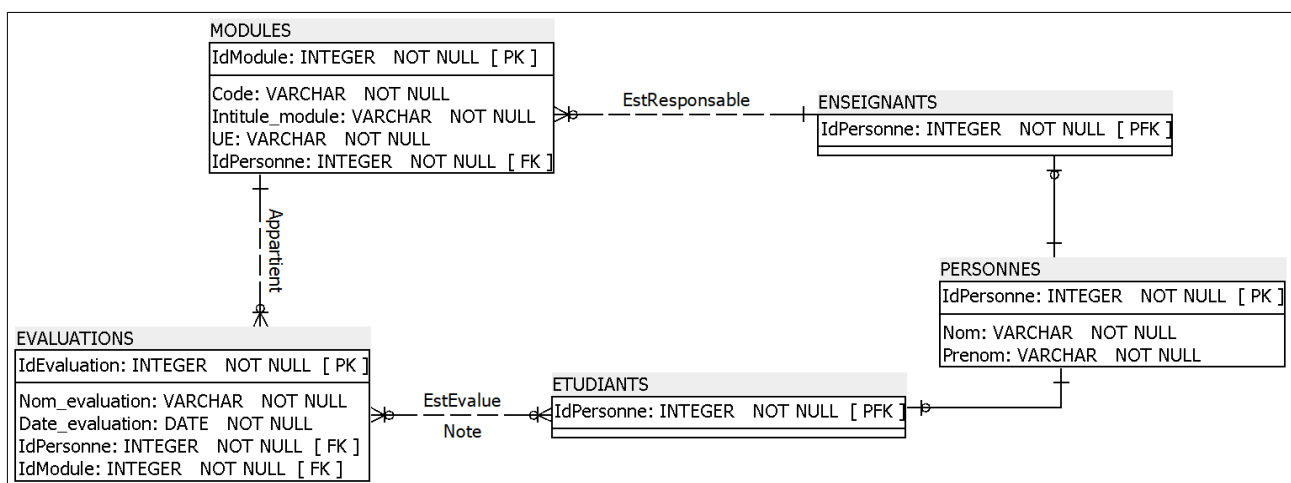 MODULES
IdModule: INTEGER NOT NULL [ PK ]
Code: VARCHAR NOT NULL
Intitule_module: VARCHAR NOT NULL
UE: VARCHAR NOT NULL
IdPersonne: INTEGER NOT NULL [ FK ]
EstResponsable
ENSEIGNANTS
IdPersonne: INTEGER NOT NULL [ PFK ]
Appartient
PERSONNES
IdPersonne: INTEGER NOT NULL [ PK ]
Nom: VARCHAR NOT NULL
Prenom: VARCHAR NOT NULL
EVALUATIONS
IdEvaluation: INTEGER NOT NULL [ PK ]
Nom_evaluation: VARCHAR NOT NULL
Date_evaluation: DATE NOT NULL
IdPersonne: INTEGER NOT NULL [ FK ]
IdModule: INTEGER NOT NULL [ FK ]
EstEvalue
Note
ETUDIANTS
IdPersonne: INTEGER NOT NULL [ PFK ]